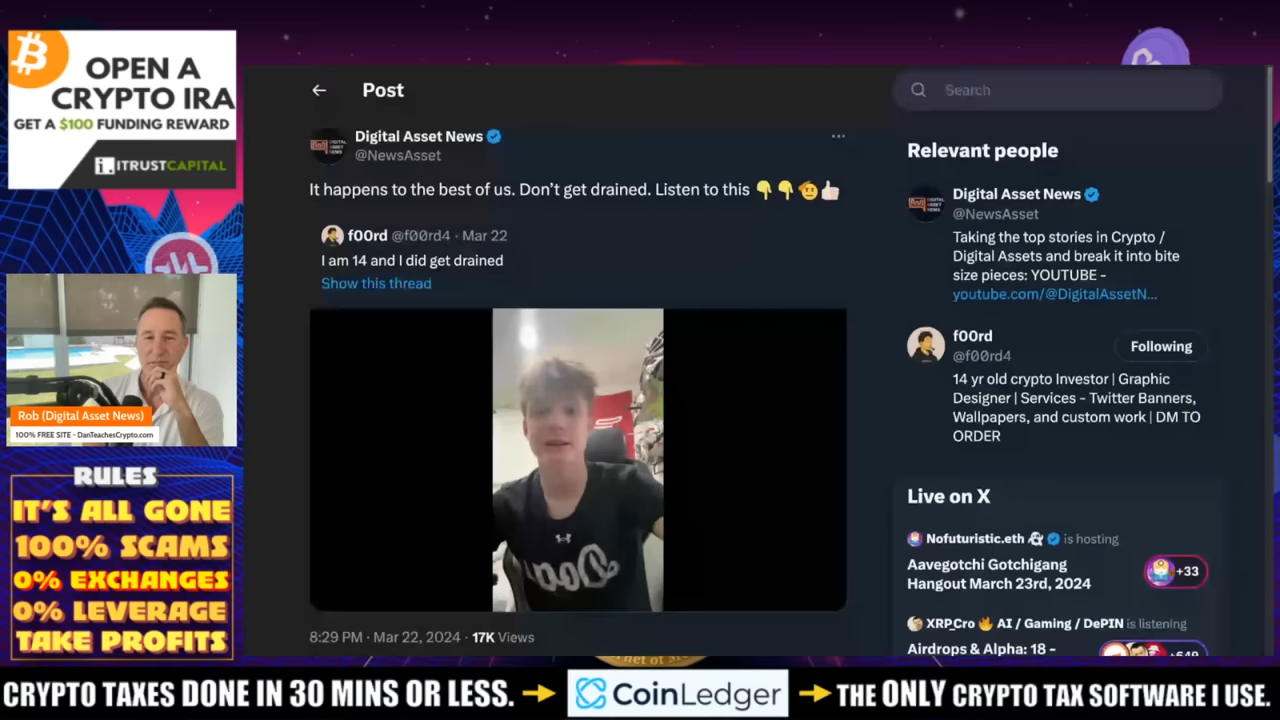 OPEN A
CRYPTO IRA
GET A $100 FUNDING REWARD
ITRUSTCAPITAL
Rob (Digital Asset News)
100% FREE SITE - DanTeachesCrypto.com
RULES
IT'S ALL GONE
100% SCAMS
0% EXCHANGES
0% LEVERAGE
TAKE PROFITS
Post
Digital Asset News
@NewsAsset
It happens to the best of us. Don't get drained. Listen to this 👇👇🫡👍🏻
f00rd @f00rd4 · Mar 22
I am 14 and I did get drained
Show this thread
8:29 PM · Mar 22, 2024 · 17K Views
Search
Relevant people
Digital Asset News
@NewsAsset
Taking the top stories in Crypto /
Digital Assets and break it into bite
size pieces: YOUTUBE -
youtube.com/@DigitalAssetN...
f00rd
@f00rd4
Following
14 yr old crypto Investor | Graphic
Designer | Services - Twitter Banners,
Wallpapers, and custom work | DM TO
ORDER
Live on X
Nofuturistic.eth is hosting
Aavegotchi Gotchigang
Hangout March 23rd, 2024
+33
XRP,Cro 🔥 AI / Gaming / DePIN is listening
Airdrops & Alpha: 18 -
CRYPTO TAXES DONE IN 30 MINS OR LESS.
CoinLedger
THE ONLY CRYPTO TAX SOFTWARE I USE.